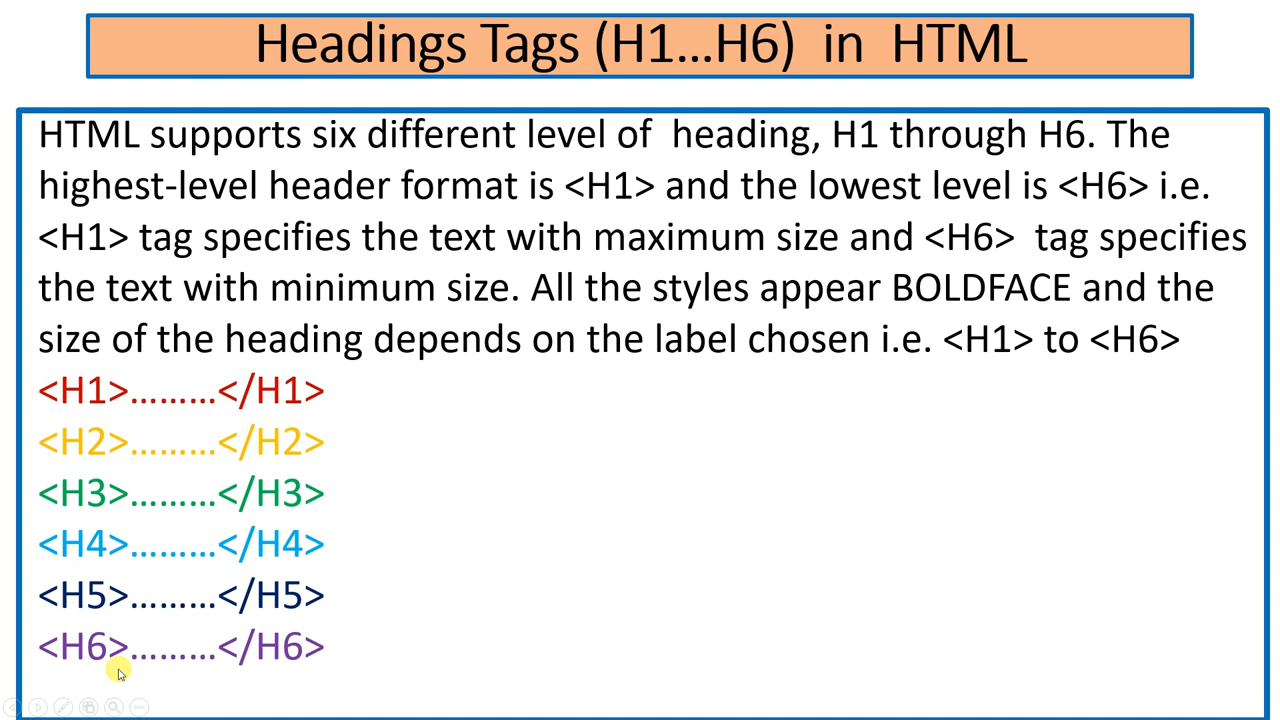 Headings Tags (H1...H6) in HTML
HTML supports six different level of heading, H1 through H6. The
highest-level header format is <H1> and the lowest level is <H6> i.e.
<H1> tag specifies the text with maximum size and <H6> tag specifies
the text with minimum size. All the styles appear BOLDFACE and the
size of the heading depends on the label chosen i.e. <H1> to <H6>
<H1>.........</H1>
<H2>.........</H2>
<H3>.........</H3>
<H4>.........</H4>
<H5>.........</H5>
<H6>.........</H6>